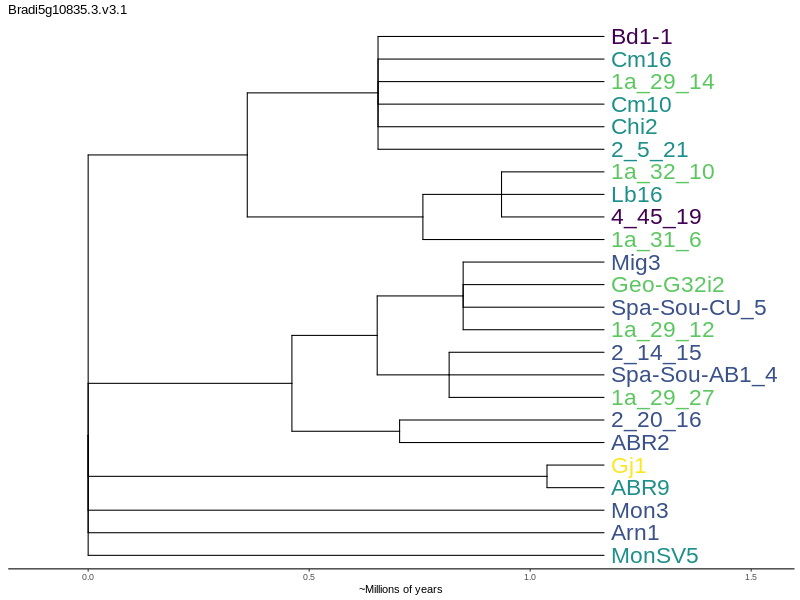 Bradi5g10835.3.v3.1
Bd1-1
Cm16
1a_29_14
Cm10
Chi2
2_5_21
1a_32_10
Lb16
4_45_19
1a_31_6
Mig3
Geo-G32i2
Spa-Sou-CU_5
1a_29_12
2_14_15
Spa-Sou-AB1_4
1a_29_27
2_20_16
ABR2
Gj1
ABR9
Mon3
Arn1
MonSV5
0.0 0.5 1.0 1.5
~Millions of years